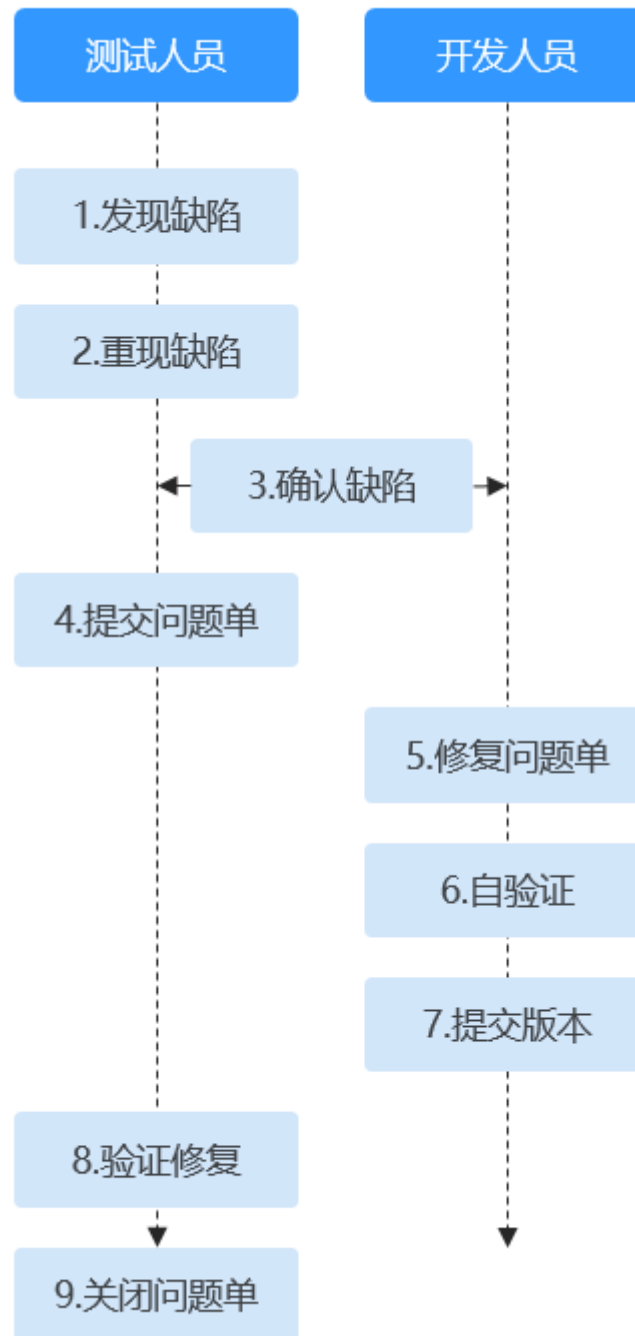 测试人员
开发人员
1.发现缺陷
2.重现缺陷
3.确认缺陷
4.提交问题单
5.修复问题单
6.自验证
7.提交版本
8.验证修复
9.关闭问题单